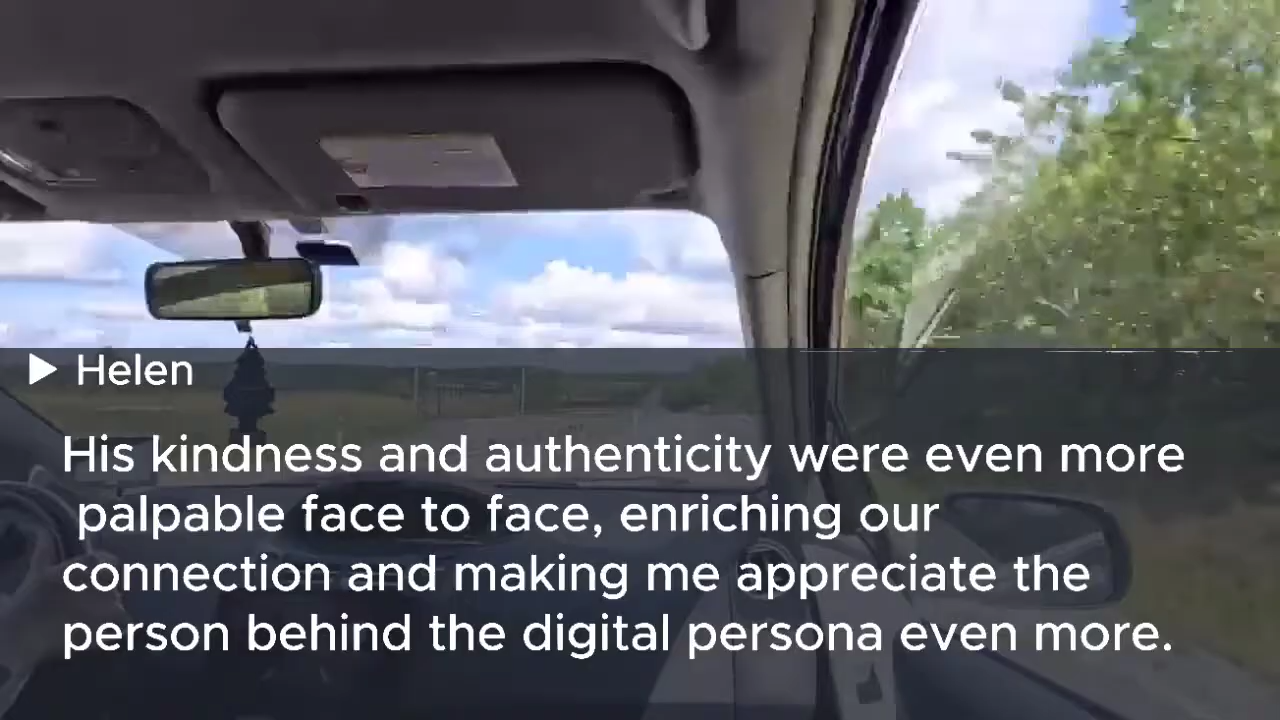 Helen
His kindness and authenticity were even more
palpable face to face, enriching our
connection and making me appreciate the
person behind the digital persona even more.